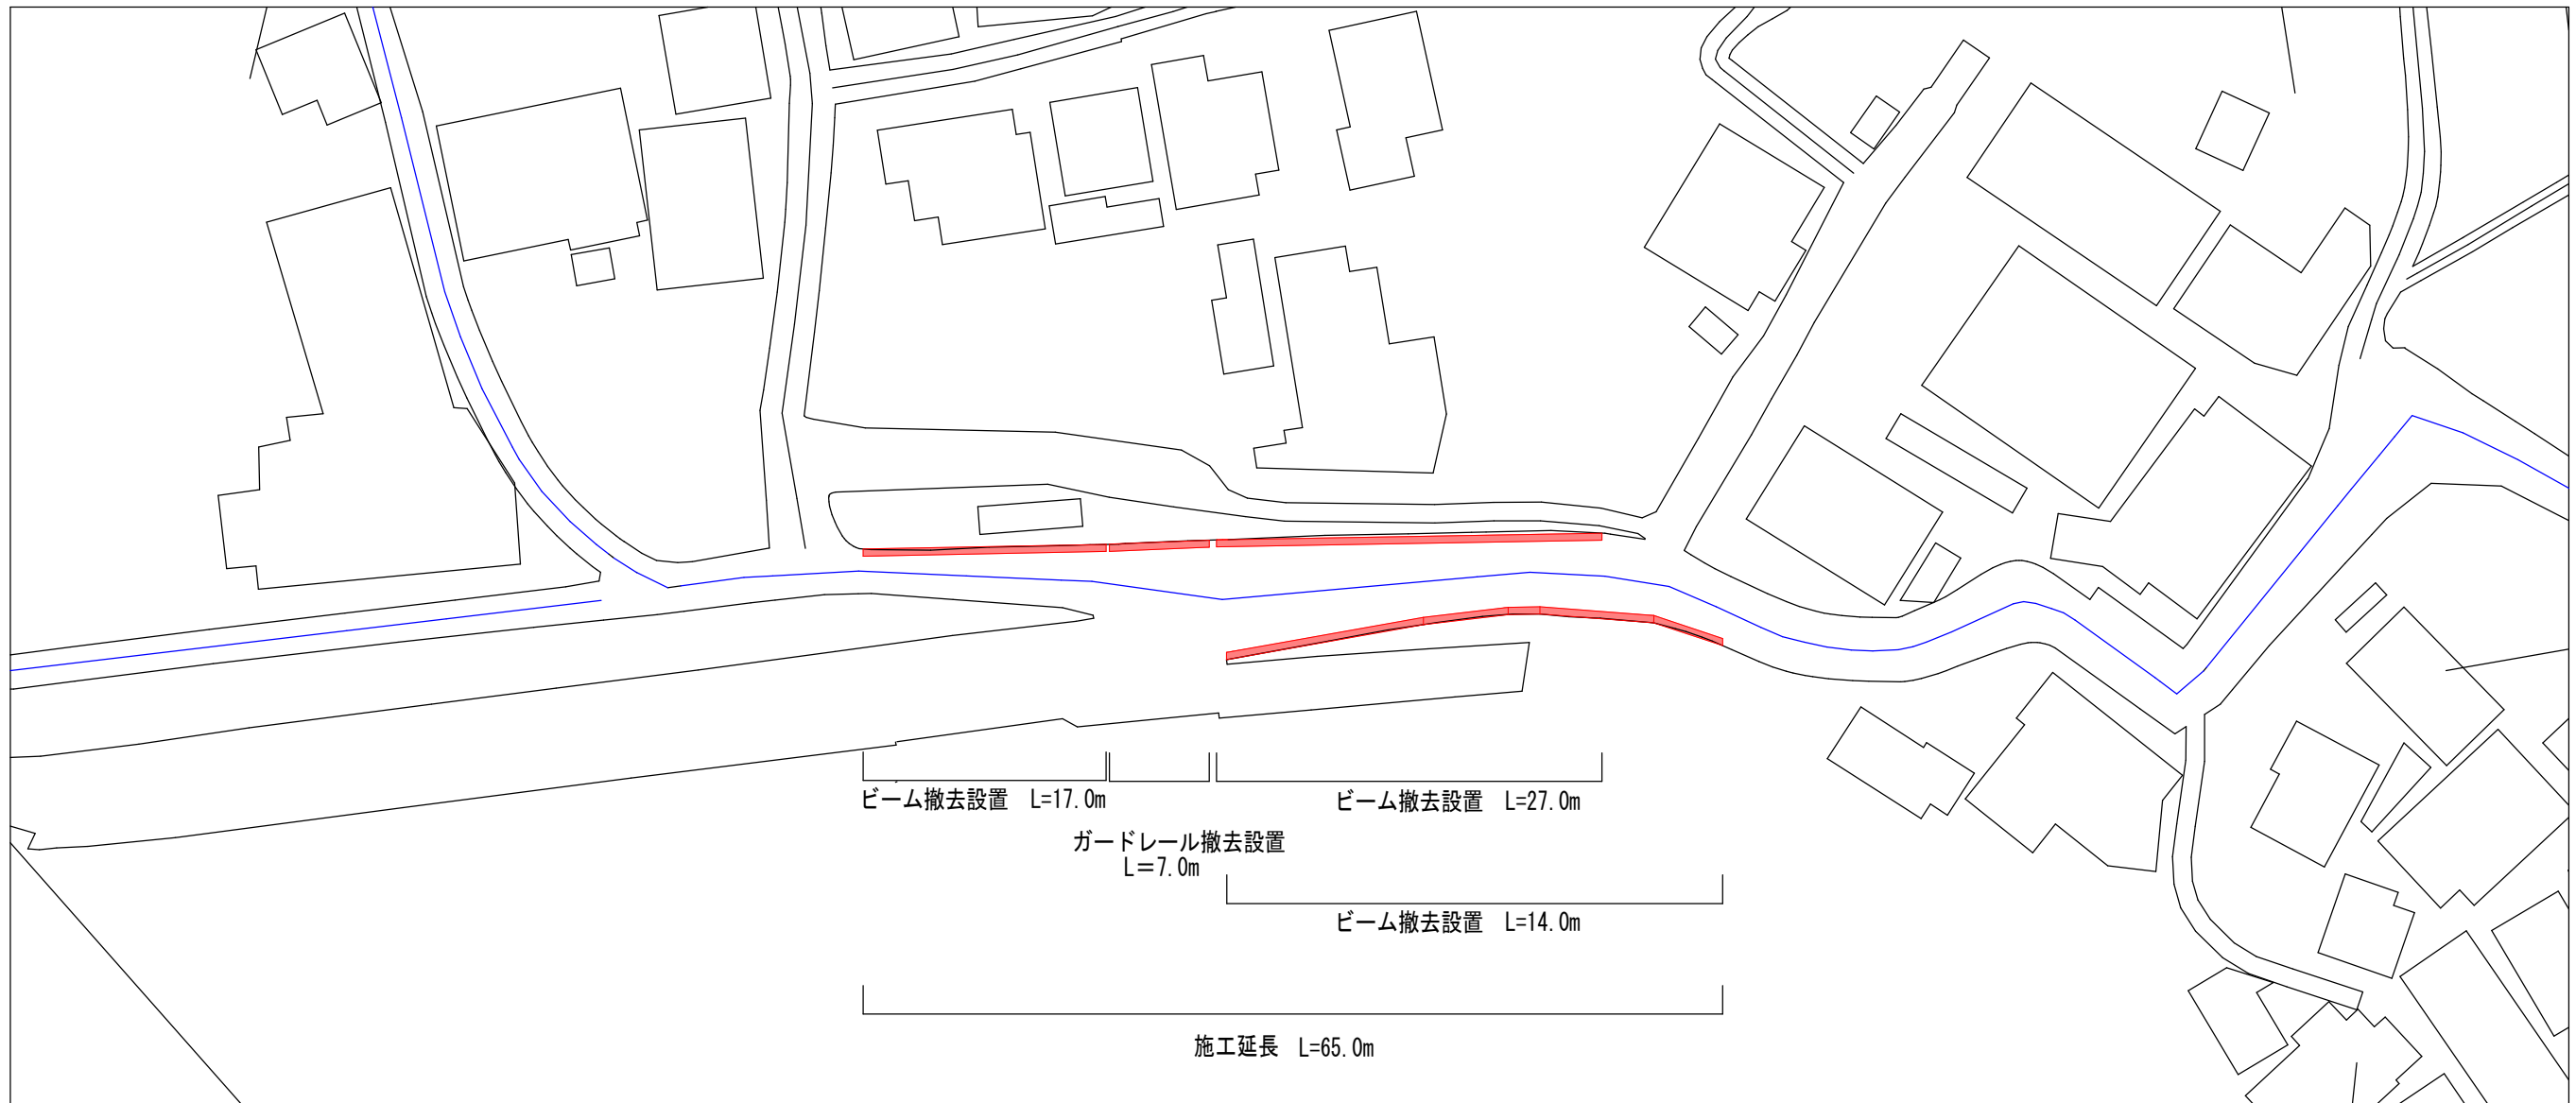 ビーム撤去設置　L=17.0m
ビーム撤去設置　L=27.0m
ガードレール撤去設置
L＝7.0m
ビーム撤去設置　L=14.0m
施工延長　L=65.0m